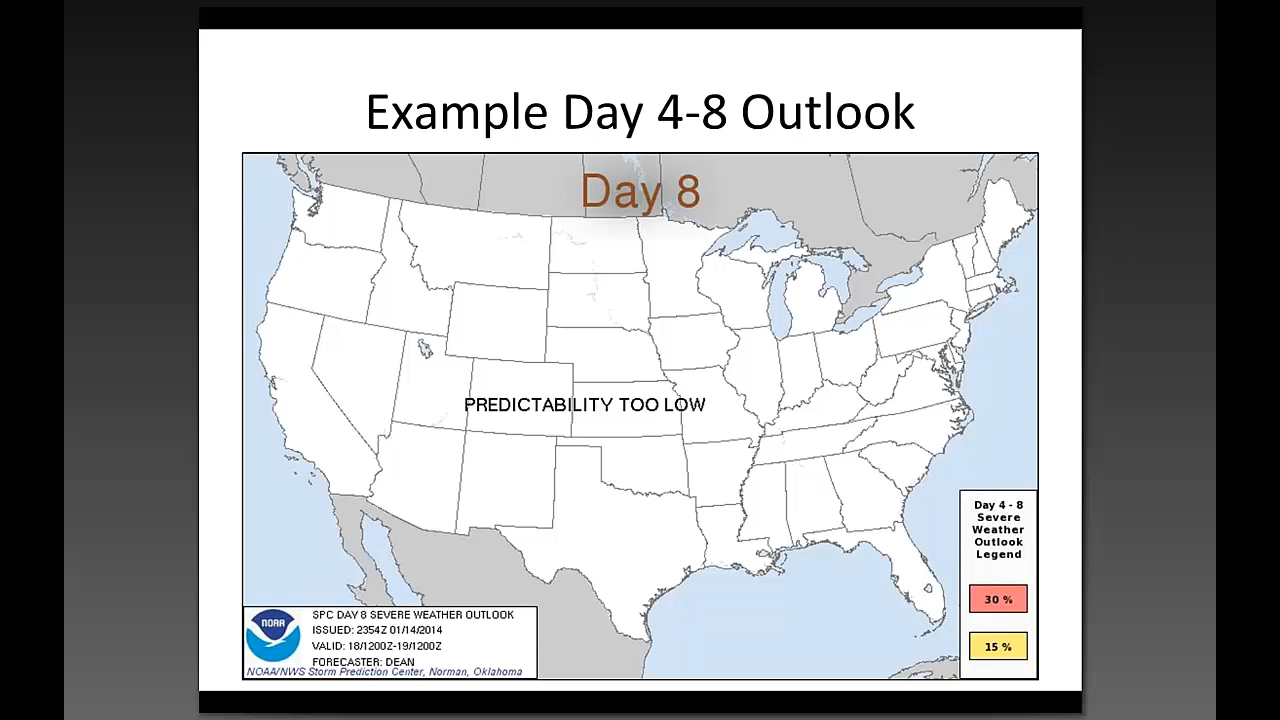 Example Day 4-8 Outlook
Day 8
PREDICTABILITY TOO LOW
Day 4 - 8
Severe
Weather
Outlook
Legend
30 %
15 %
NOAA
SPC DAY 8 SEVERE WEATHER OUTLOOK
ISSUED: 2354Z 01/14/2014
VALID: 18/1200Z-19/1200Z
FORECASTER: DEAN
NOAA/NWS Storm Prediction Center, Norman, Oklahoma